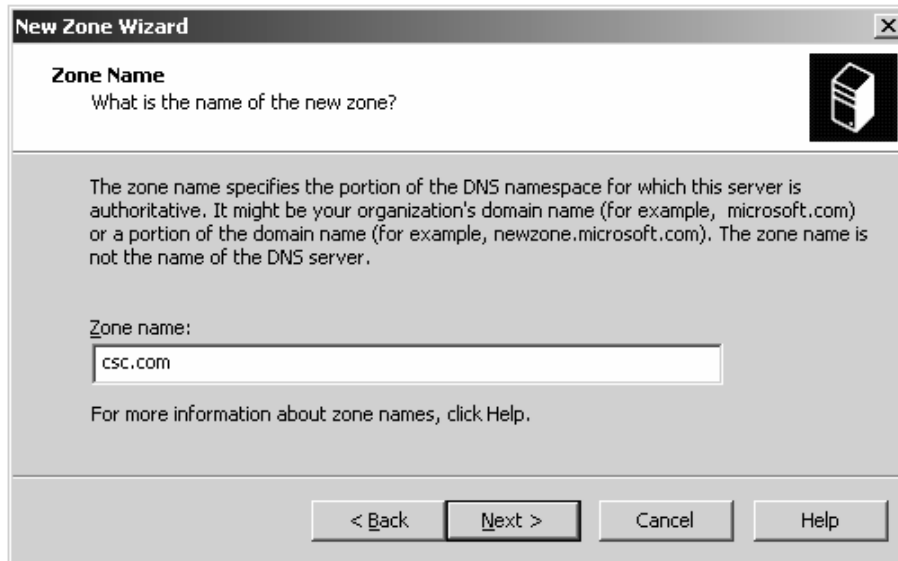 New Zone Wizard
Zone Name
What is the name of the new zone?
The zone name specifies the portion of the DNS namespace for which this server is
authoritative. It might be your organization's domain name (for example, microsoft.com)
or a portion of the domain name (for example, newzone.microsoft.com). The zone name is
not the name of the DNS server.
Zone name:
csc.com
For more information about zone names, click Help.
< Back Next > Cancel Help